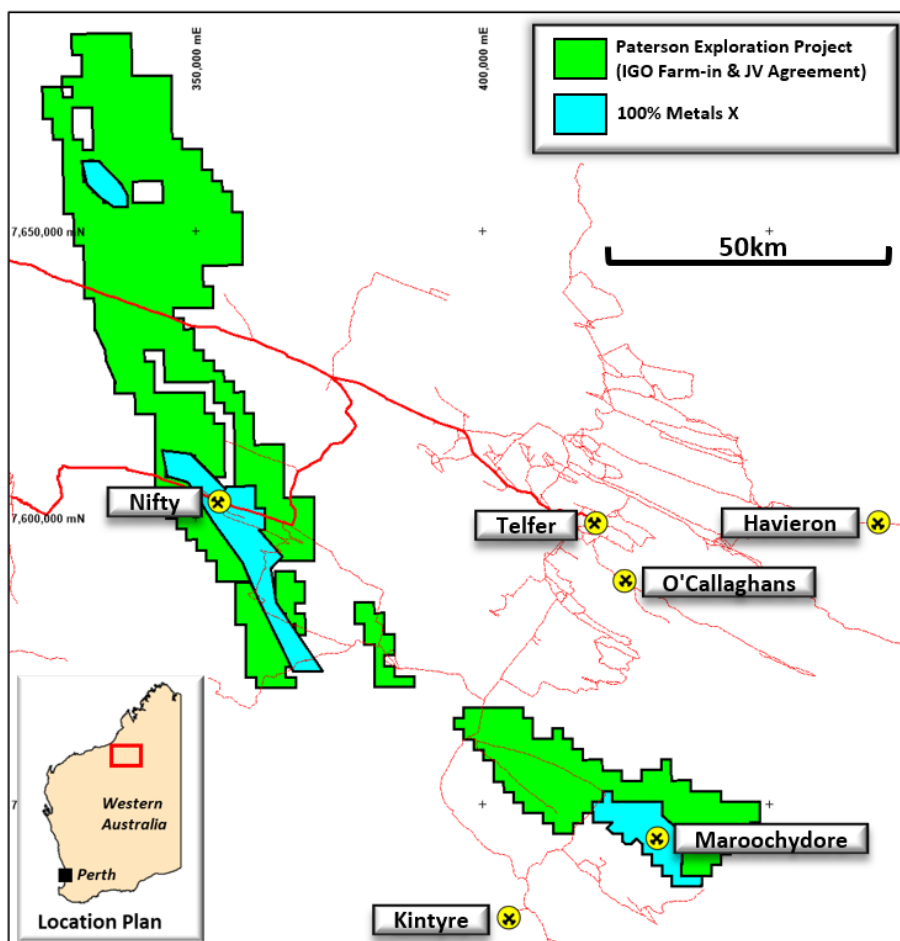 350,000 mE
400,000 mE
Paterson Exploration Project
(IGO Farm-in & JV Agreement)
100% Metals X
7,650,000 mN
50km
Nifty
7,600,000 mN
Telfer
Havieron
O'Callaghans
Western
Australia
Perth
Location Plan
7
Maroochydore
Kintyre